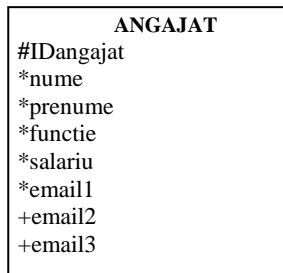 ANGAJAT
#IDangajat
*nume
*prenume
*functie
*salariu
*email1
+email2
+email3